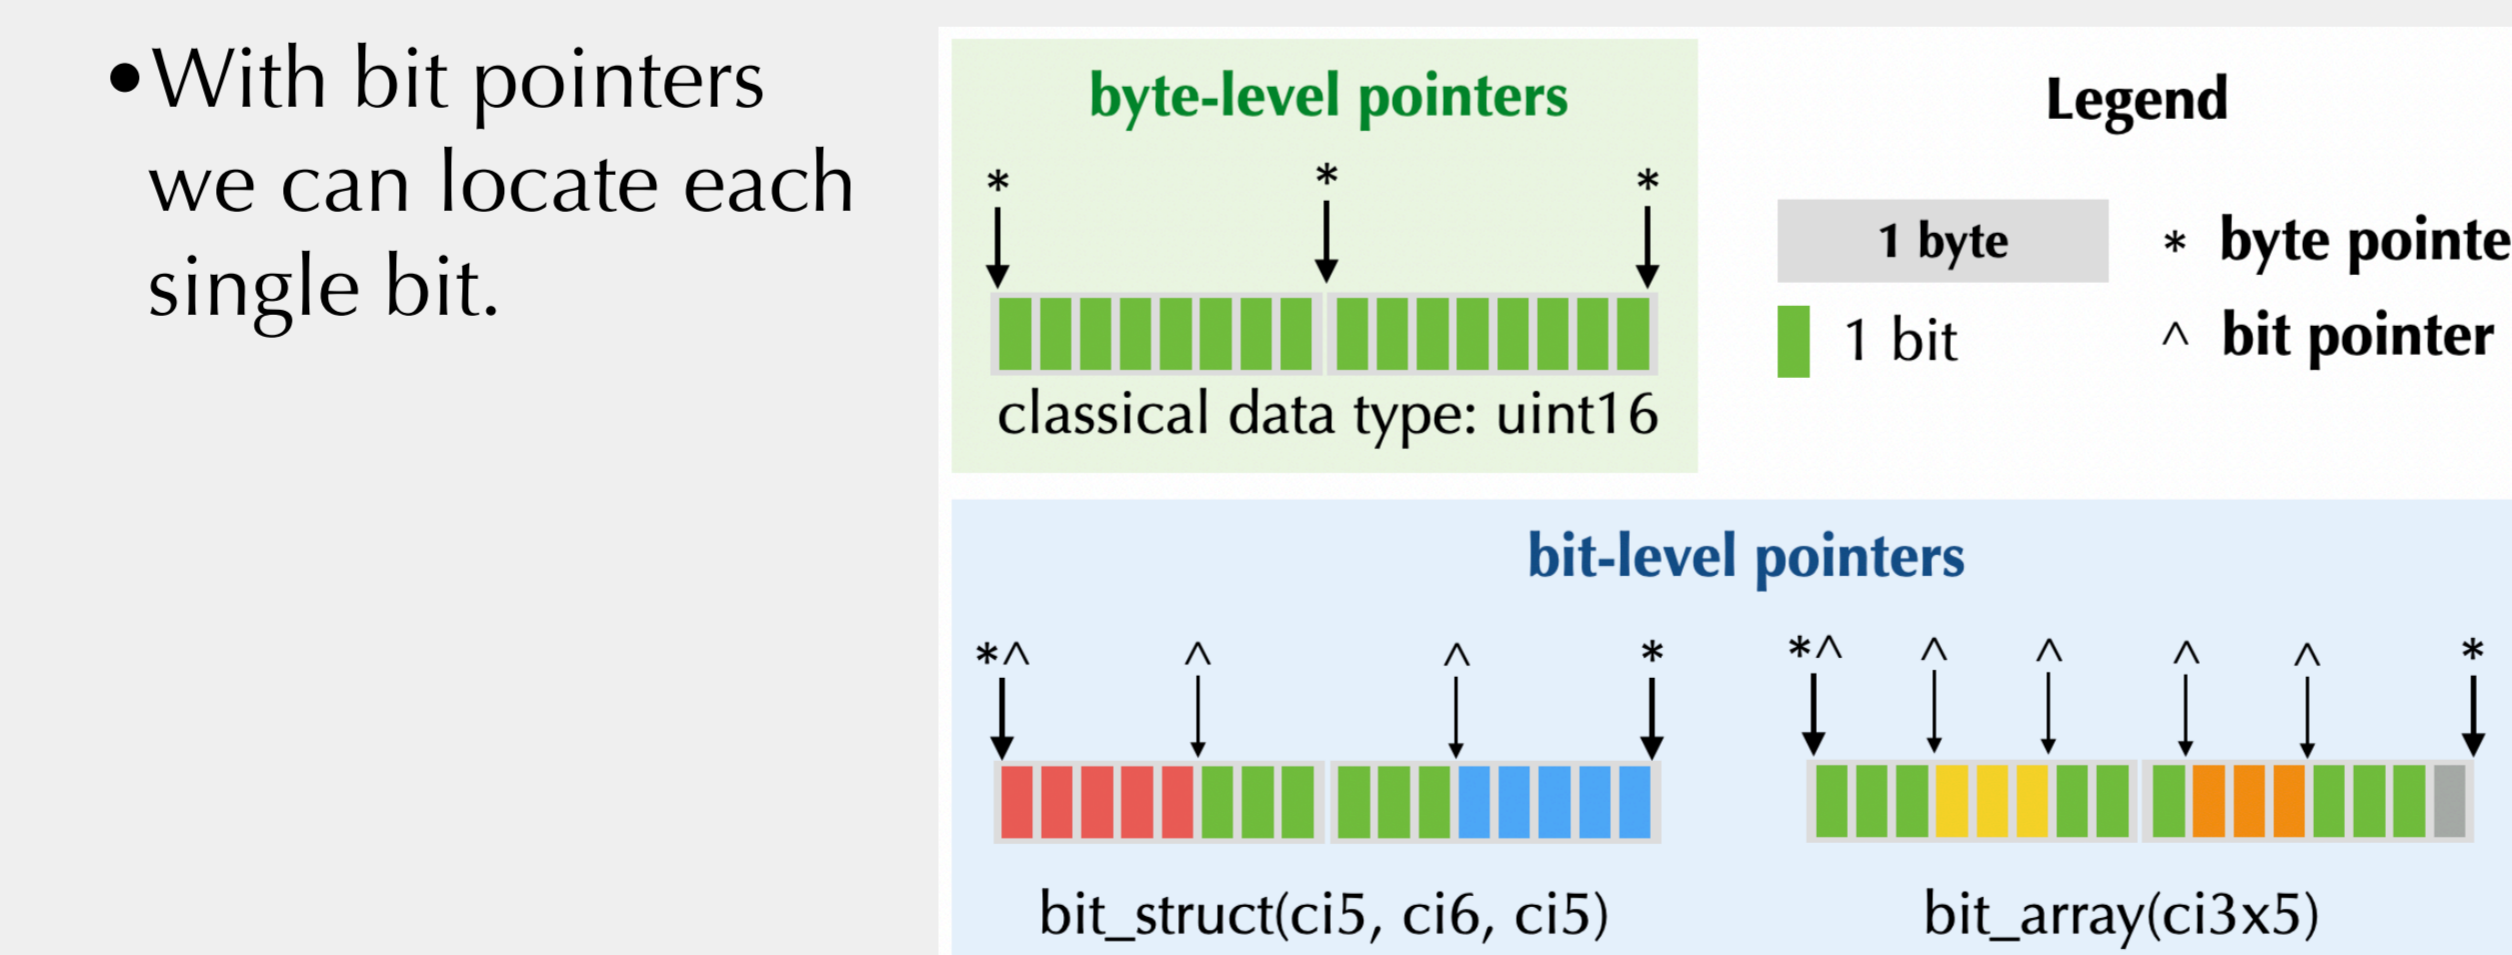 •With bit pointers
we can locate each
single bit.
byte-level pointers
* * *
classical data type: uint16
Legend
1 byte
* byte pointe
1 bit
^ bit pointer
bit-level pointers
*^ ^ ^ *
bit_struct(ci5, ci6, ci5)
*^ ^ ^ ^ ^ *
bit_array(ci3x5)